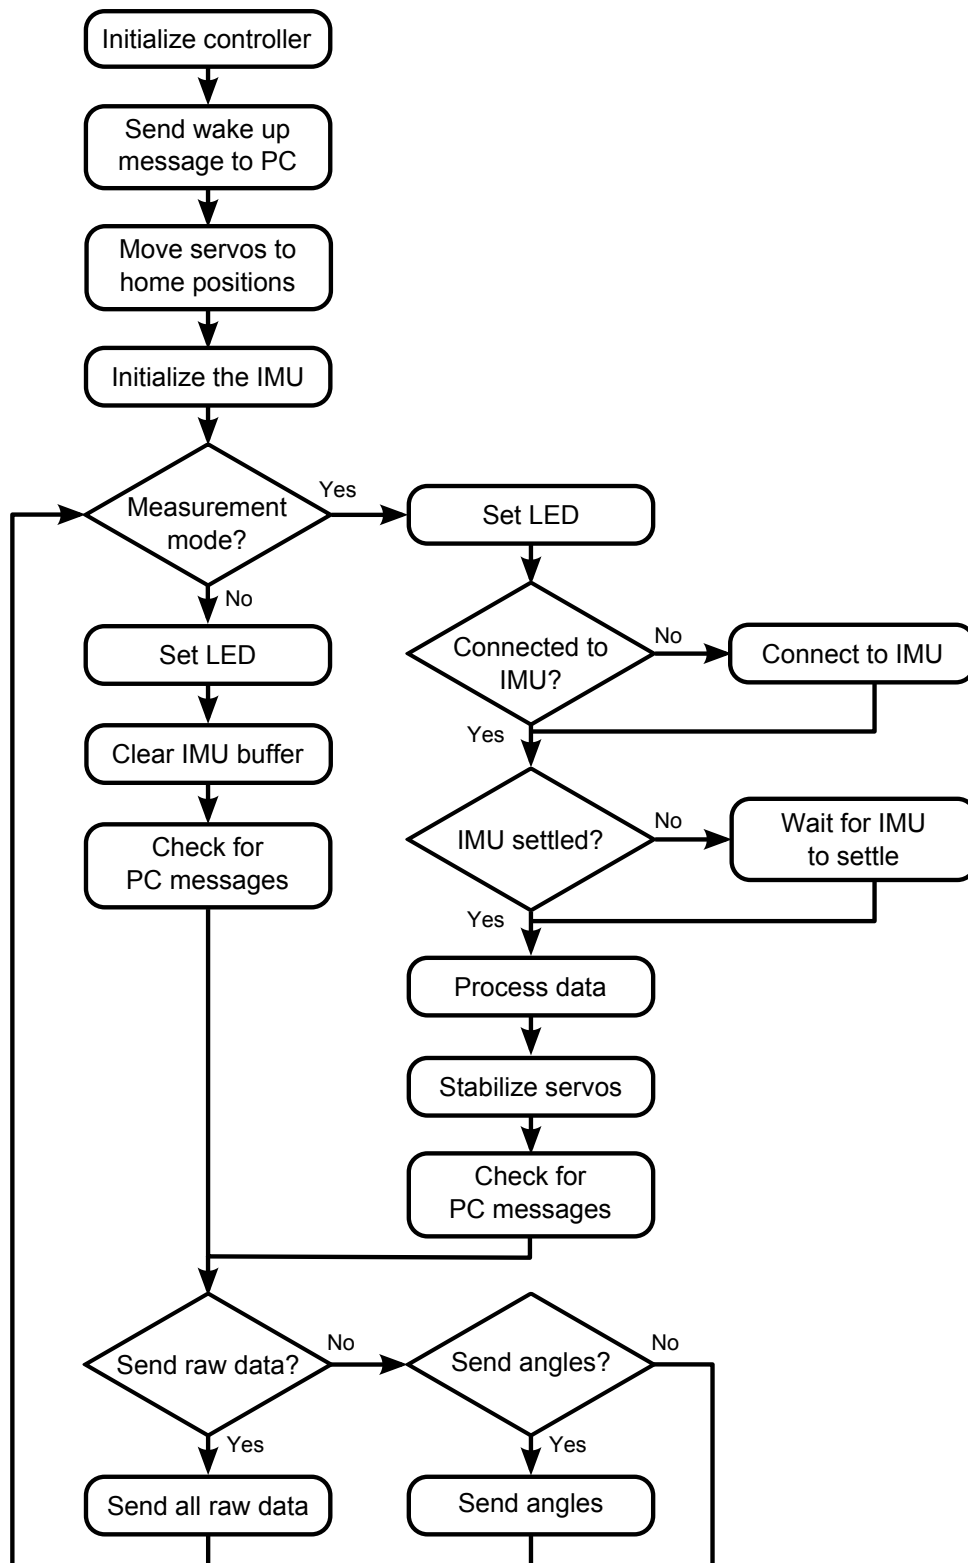 Initialize controller
Send wake up
message to PC
Move servos to
home positions
Initialize the IMU
Measurement
mode?
Yes
Set LED
No
Set LED
Connected to
IMU?
No
Connect to IMU
Yes
Clear IMU buffer
IMU settled?
No
Wait for IMU
to settle
Check for
PC messages
Yes
Process data
Stabilize servos
Check for
PC messages
Send raw data?
No
Send angles?
No
Yes
Yes
Send all raw data
Send angles